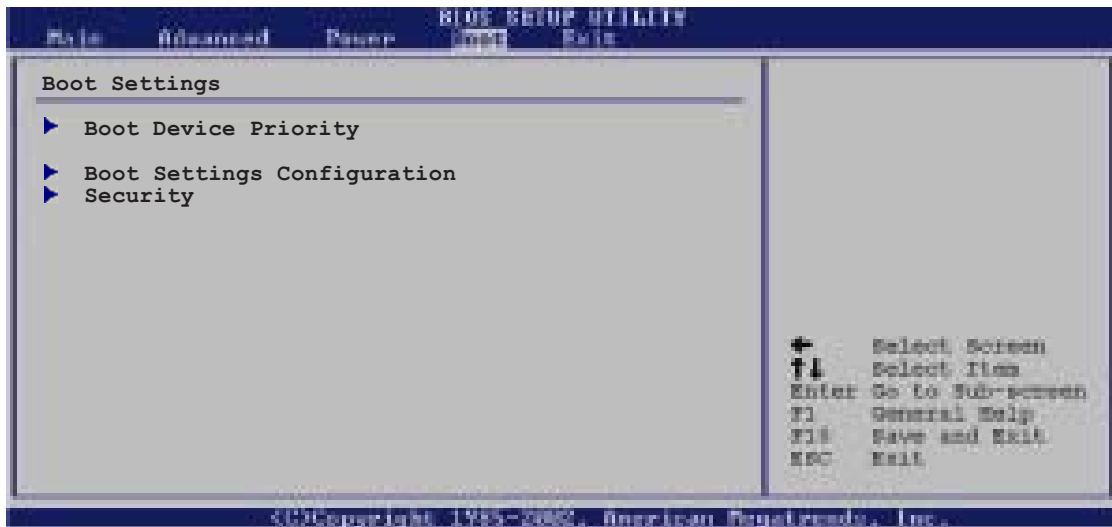 BIOS SETUP UTILITY
Main Advanced Power Boot Exit
Boot Settings
Boot Device Priority
Boot Settings Configuration
Security
Select Screen
Select Item
Enter Go to Sub-screen
F1 General Help
F10 Save and Exit
ESC Exit
(C)Copyright 1985-2002, American Megatrends, Inc.